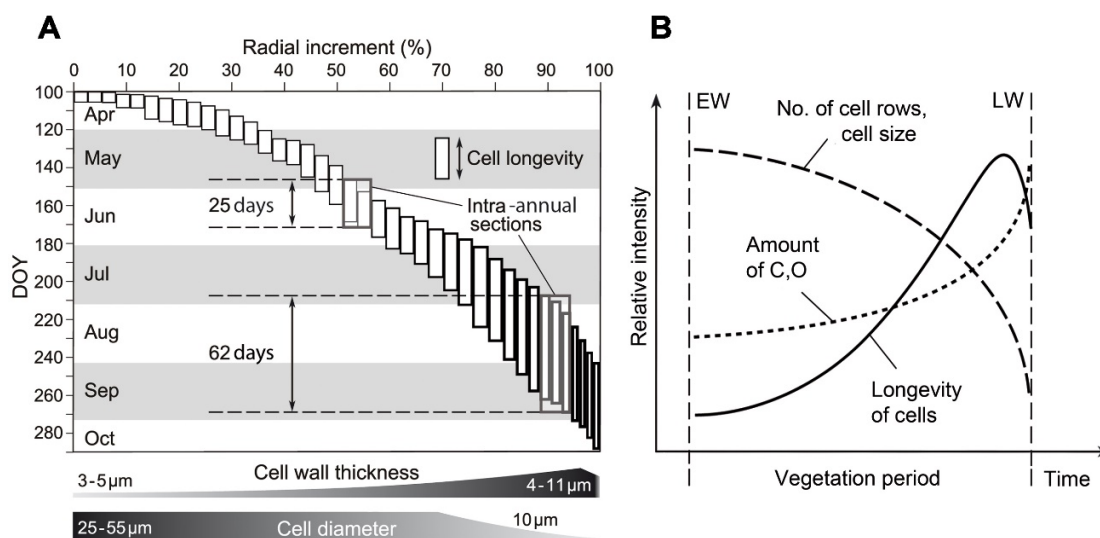 A
Radial increment (%)
0 10 20 30 40 50 60 70 80 90 100
DOY
100
120
140
160
180
200
220
240
260
280
Apr
May
Jun
Jul
Aug
Sep
Oct
Cell longevity
25 days
Intra-annual
sections
62 days
Cell wall thickness
3-5µm
4-11µm
25-55µm
Cell diameter
10µm
B
EW
LW
No. of cell rows,
cell size
Relative intensity
Amount
of C,O
Longevity
of cells
Vegetation period
Time